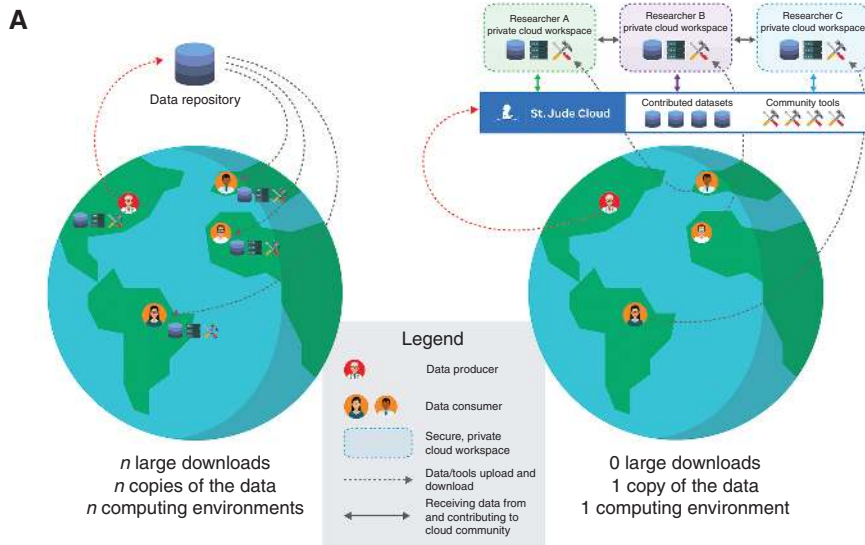 A
Data repository
Researcher A
private cloud workspace
Researcher B
private cloud workspace
Researcher C
private cloud workspace
St. Jude Cloud
Contributed datasets
Community tools
n large downloads
n copies of the data
n computing environments
Legend
Data producer
Data consumer
Secure, private
cloud workspace
Data/tools upload and
download
Receiving data from
and contributing to
cloud community
0 large downloads
1 copy of the data
1 computing environment